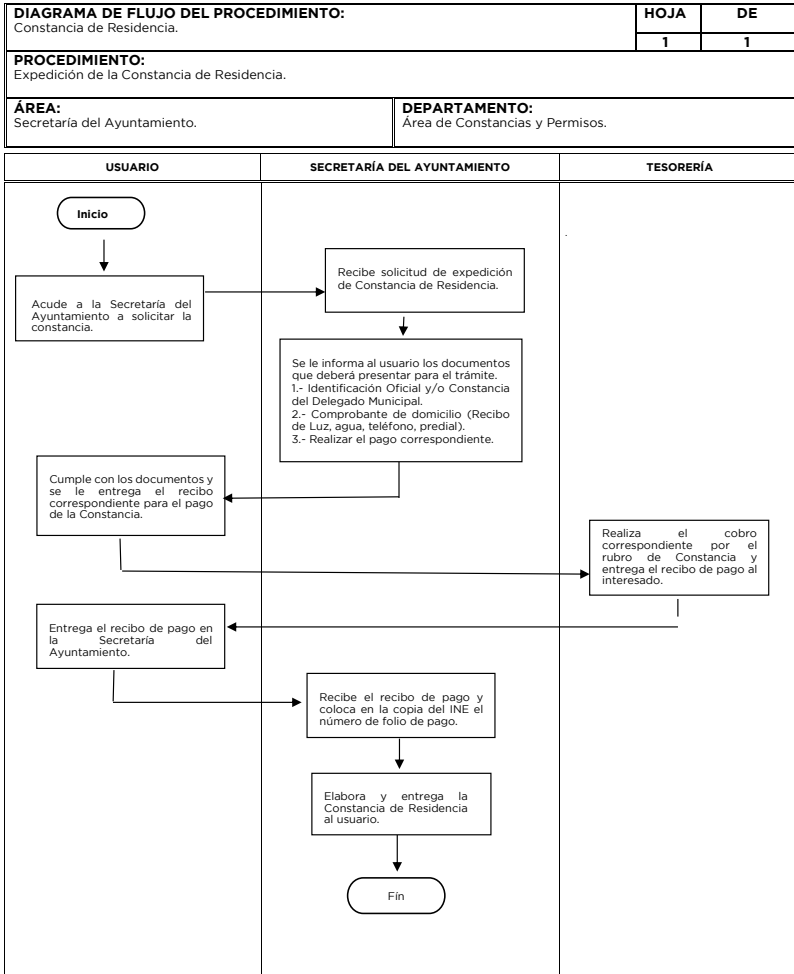 DIAGRAMA DE FLUJO DEL PROCEDIMIENTO:
Constancia de Residencia.
HOJA DE
1 1
PROCEDIMIENTO:
Expedición de la Constancia de Residencia.
ÁREA:
Secretaría del Ayuntamiento.
DEPARTAMENTO:
Área de Constancias y Permisos.
USUARIO SECRETARÍA DEL AYUNTAMIENTO TESORERÍA
Inicio
Acude a la Secretaría del
Ayuntamiento a solicitar la
constancia.
Recibe solicitud de expedición
de Constancia de Residencia.
Se le informa al usuario los documentos
que deberá presentar para el trámite.
1.- Identificación Oficial y/o Constancia
del Delegado Municipal.
2.- Comprobante de domicilio (Recibo
de Luz, agua, teléfono, predial).
3.- Realizar el pago correspondiente.
Cumple con los documentos y
se le entrega el recibo
correspondiente para el pago
de la Constancia.
Realiza el cobro
correspondiente por el
rubro de Constancia y
entrega el recibo de pago al
interesado.
Entrega el recibo de pago en
la Secretaría del
Ayuntamiento.
Recibe el recibo de pago y
coloca en la copia del INE el
número de folio de pago.
Elabora y entrega la
Constancia de Residencia
al usuario.
Fín